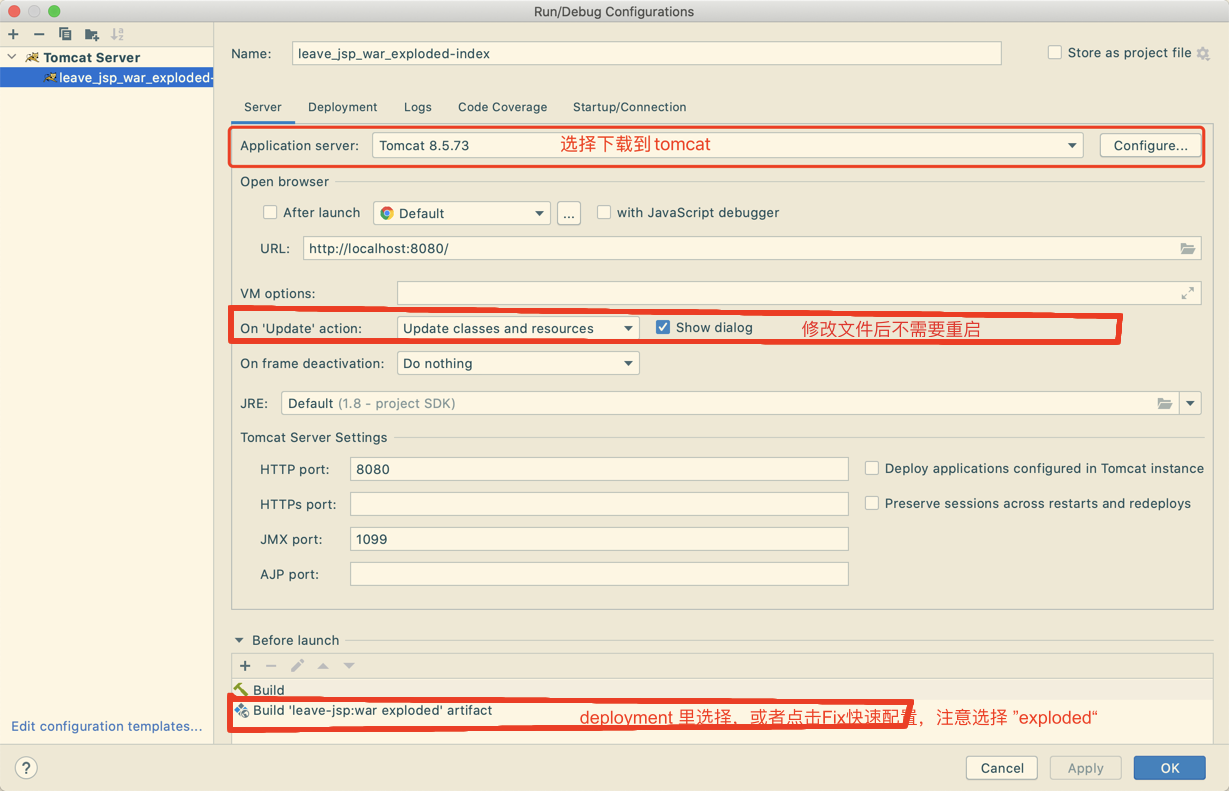 Run/Debug Configurations
Tomcat Server
leave_jsp_war_exploded-
Edit configuration templates...
Name: leave_jsp_war_exploded-index Store as project file
Server Deployment Logs Code Coverage Startup/Connection
Application server: Tomcat 8.5.73 选择下载到tomcat Configure...
Open browser
After launch Default ... with JavaScript debugger
URL: http://localhost:8080/
VM options:
On 'Update' action: Update classes and resources Show dialog 修改文件后不需要重启
On frame deactivation: Do nothing
JRE: Default (1.8 - project SDK)
Tomcat Server Settings
HTTP port: 8080 Deploy applications configured in Tomcat instance
HTTPs port: Preserve sessions across restarts and redeploys
JMX port: 1099
AJP port:
Before launch
Build
Build 'leave-jsp:war exploded' artifact deployment 里选择，或者点击Fix快速配置，注意选择 ”exploded“
? Cancel Apply OK